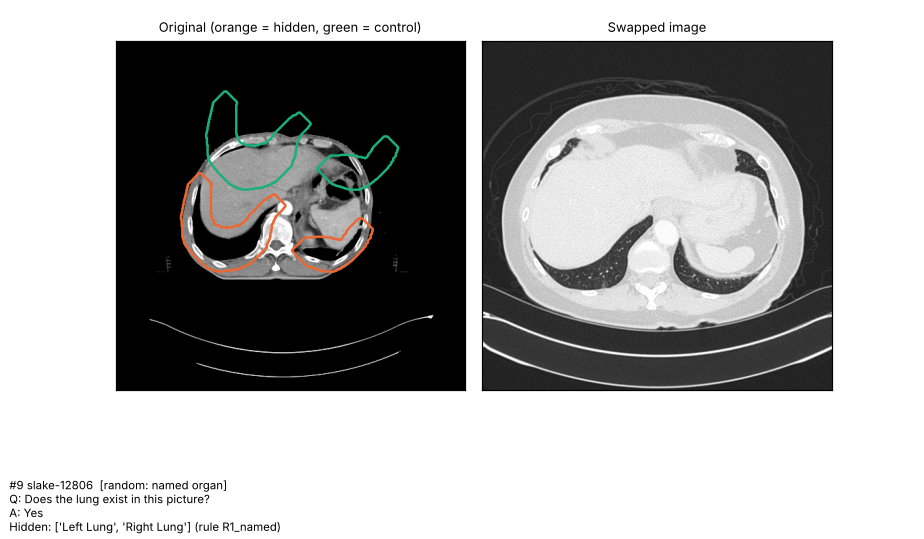 Original (orange = hidden, green = control)
Swapped image
#9 slake-12806  [random: named organ]
Q: Does the lung exist in this picture?
A: Yes
Hidden: ['Left Lung', 'Right Lung'] (rule R1_named)